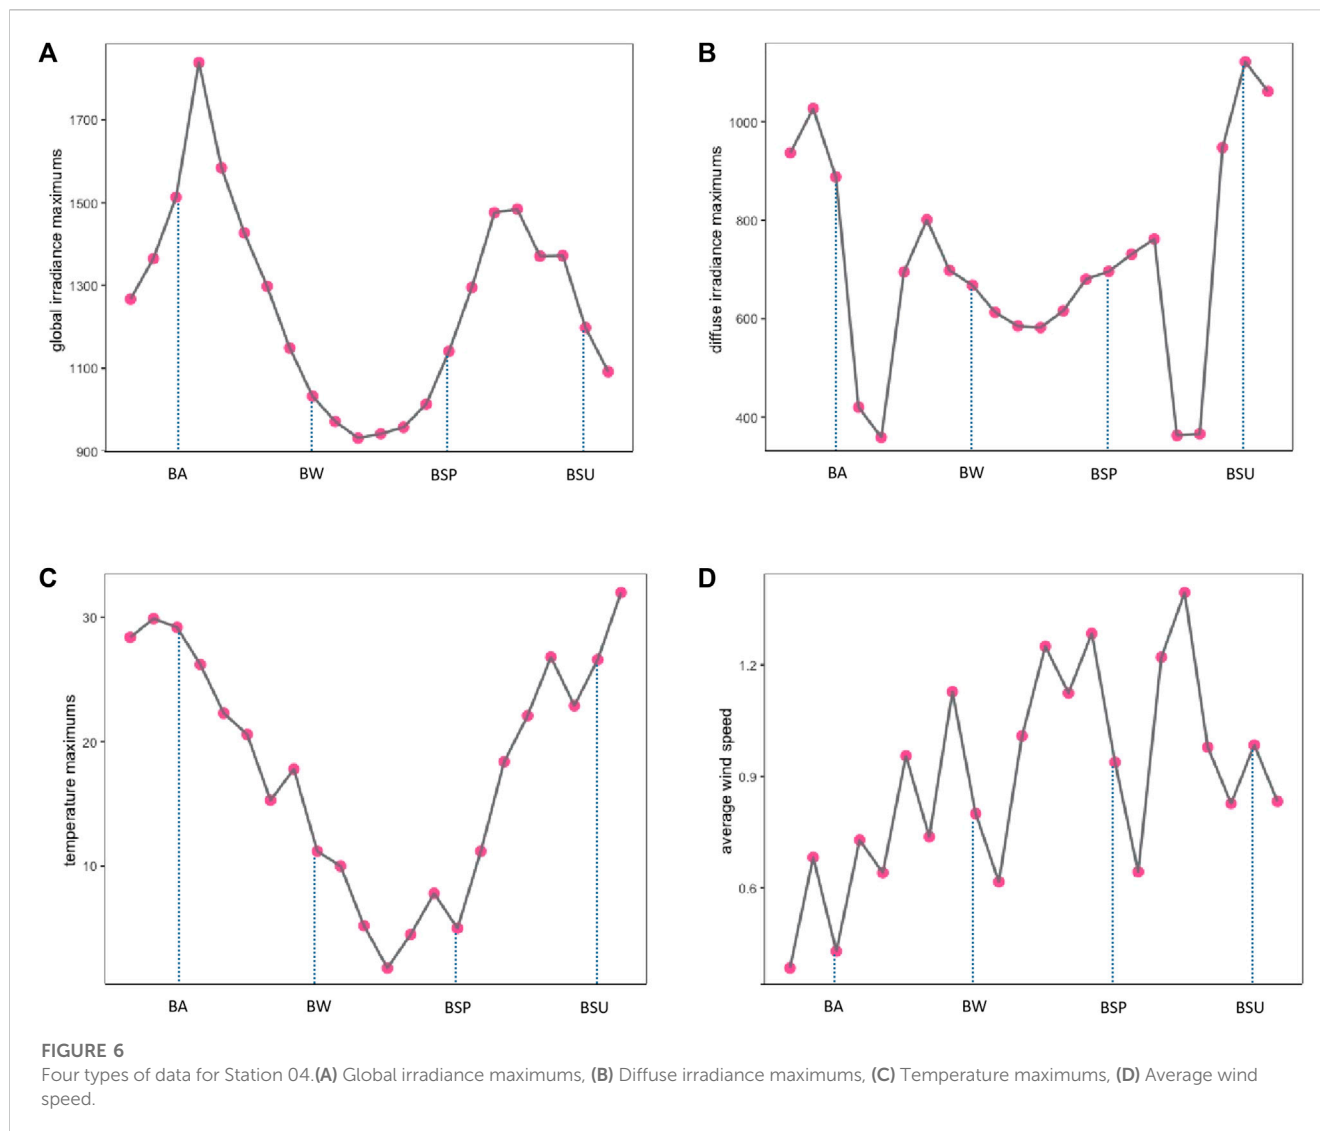 A
global irradiance maximums
1700
1500
1300
1100
900
BA
BW
BSP
BSU
B
diffuse irradiance maximums
1000
800
600
400
BA
BW
BSP
BSU
C
temperature maximums
30
20
10
BA
BW
BSP
BSU
D
average wind speed
1.2
0.9
0.6
BA
BW
BSP
BSU
FIGURE 6
Four types of data for Station 04.(A) Global irradiance maximums, (B) Diffuse irradiance maximums, (C) Temperature maximums, (D) Average wind
speed.